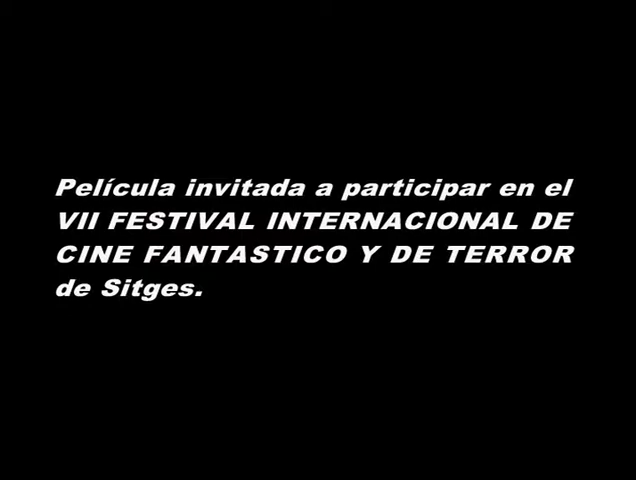 Película invitada a participar en el
VII FESTIVAL INTERNACIONAL DE
CINE FANTASTICO Y DE TERROR
de Sitges.